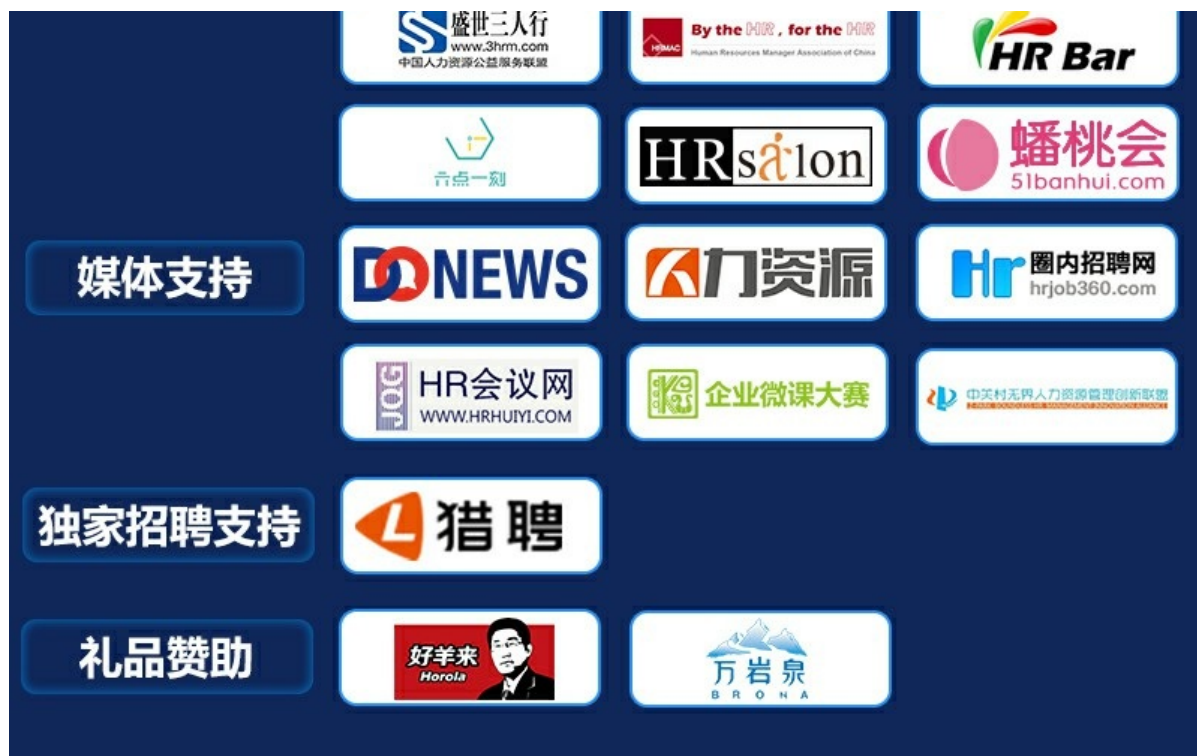 盛世三人行
www.3hrm.com
中国人力资源公益服务联盟
HRMAC
By the HR , for the HR
Human Resources Manager Association of China
HR Bar
六点一刻
HRsalon
蟠桃会
51banhui.com
媒体支持
DONEWS
人力资源
Hr 圈内招聘网
hrjob360.com
JOG
HR会议网
WWW.HRHUIYI.COM
企业微课大赛
中关村无界人力资源管理创新联盟
独家招聘支持
L 猎聘
礼品赞助
好羊来
Horola
万岩泉
BRONA